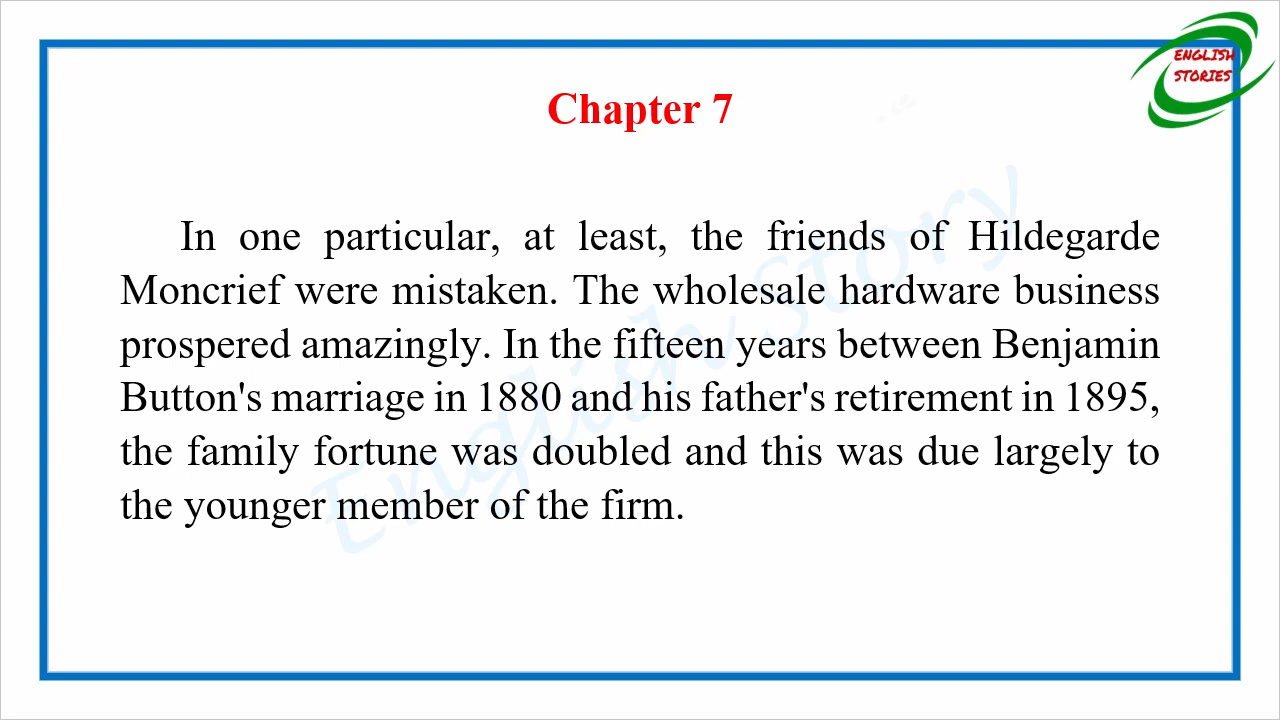 ENGLISH
STORIES
Chapter 7
In one particular, at least, the friends of Hildegarde
Moncrief were mistaken. The wholesale hardware business
prospered amazingly. In the fifteen years between Benjamin
Button's marriage in 1880 and his father's retirement in 1895,
the family fortune was doubled and this was due largely to
the younger member of the firm.
English Story